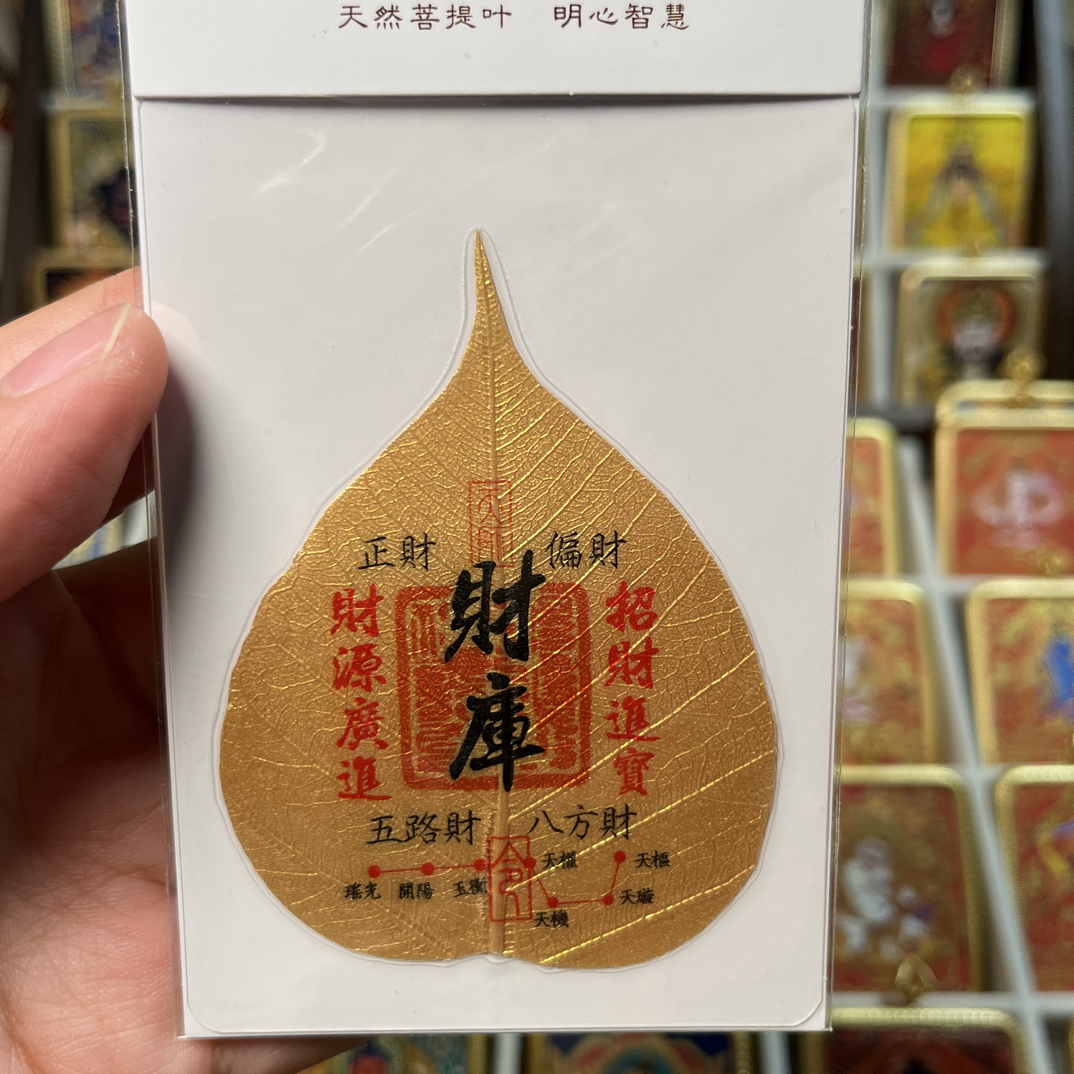 天然菩提叶 明心智慧
正財 偏財
財庫
財源廣進
招財進寶
五路財 八方財
瑤光 開陽 玉衡 天權 天機 天璇 天樞